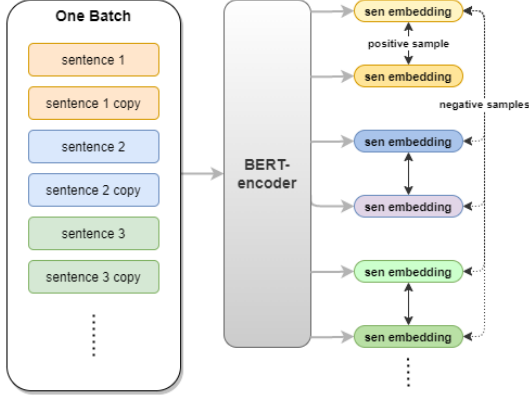 One Batch
sentence 1
sentence 1 copy
sentence 2
sentence 2 copy
sentence 3
sentence 3 copy
BERT-
encoder
sen embedding
positive sample
sen embedding
negative samples
sen embedding
sen embedding
sen embedding
sen embedding